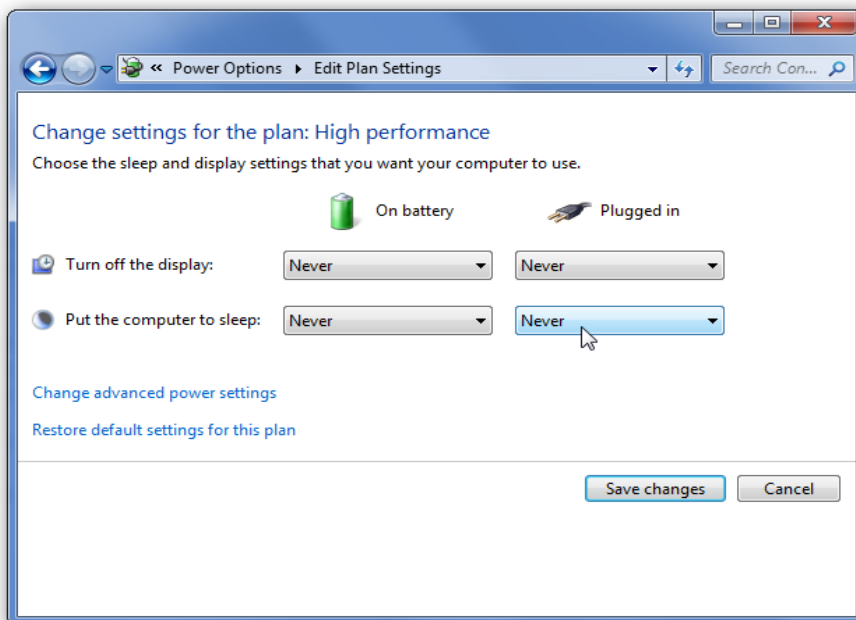 « Power Options ▸ Edit Plan Settings Search Con...
Change settings for the plan: High performance
Choose the sleep and display settings that you want your computer to use.
On battery Plugged in
Turn off the display: Never Never
Put the computer to sleep: Never Never
Change advanced power settings
Restore default settings for this plan
Save changes Cancel